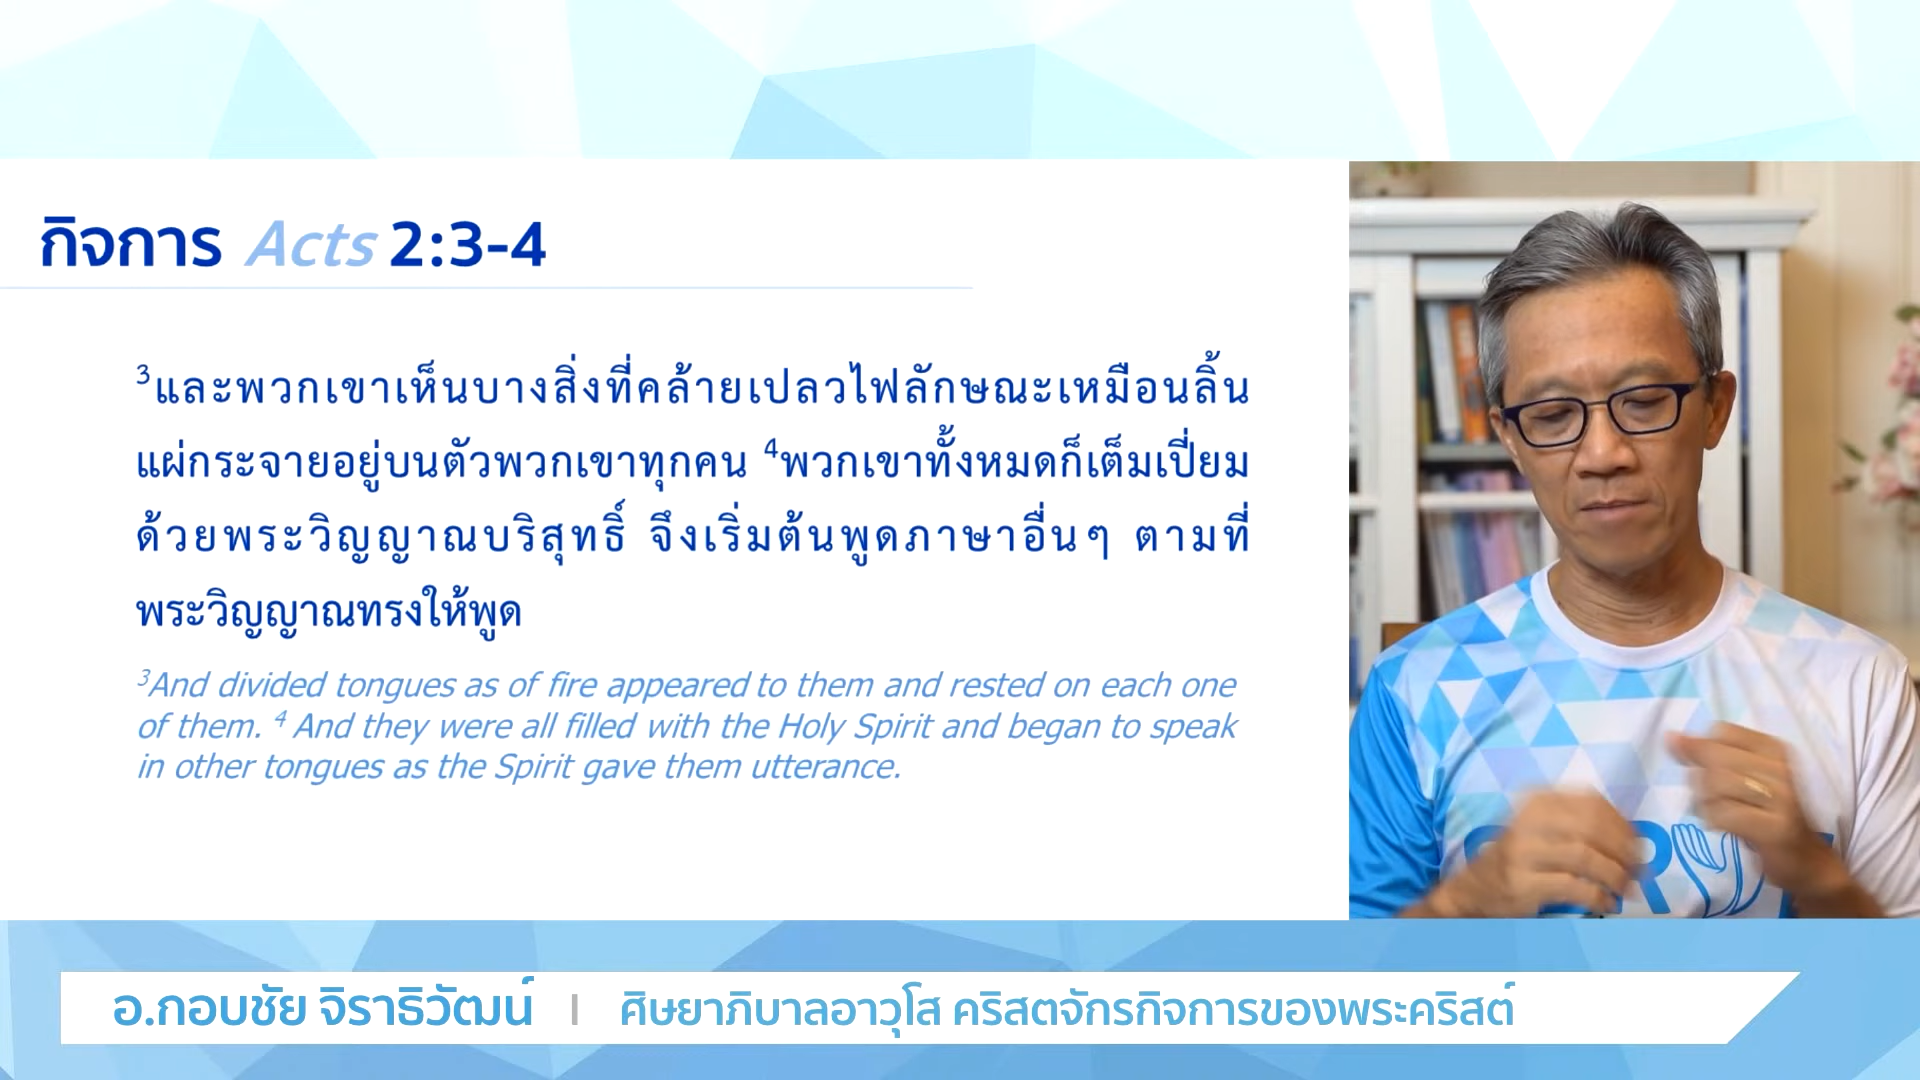 กิจการ Acts 2:3-4
³และพวกเขาเห็นบางสิ่งที่คล้ายเปลวไฟลักษณะเหมือนลิ้น
แผ่กระจายอยู่บนตัวพวกเขาทุกคน ⁴พวกเขาทั้งหมดก็เต็มเปี่ยม
ด้วยพระวิญญาณบริสุทธิ์ จึงเริ่มต้นพูดภาษาอื่นๆ ตามที่
พระวิญญาณทรงให้พูด
³And divided tongues as of fire appeared to them and rested on each one
of them. ⁴ And they were all filled with the Holy Spirit and began to speak
in other tongues as the Spirit gave them utterance.
อ.กอบชัย จิราธิวัฒน์ | ศิษยาภิบาลอาวุโส คริสตจักรกิจการของพระคริสต์